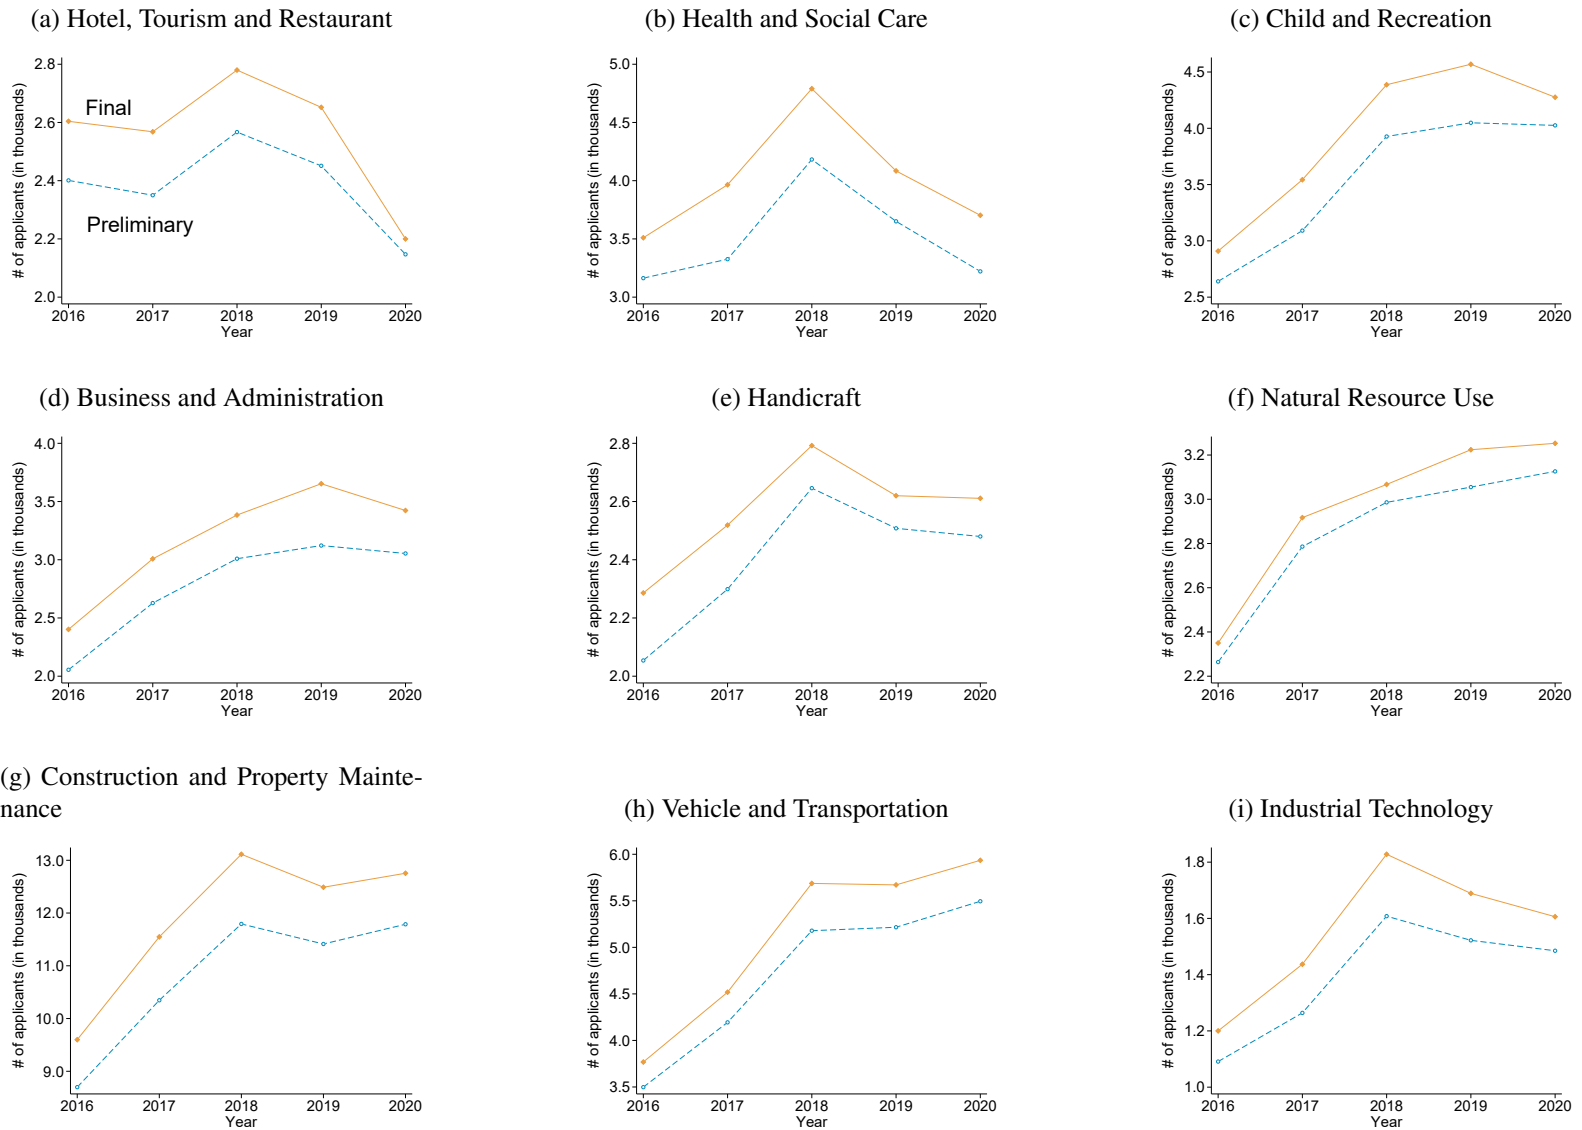 (a) Hotel, Tourism and Restaurant
# of applicants (in thousands)
2.8
2.6
2.4
2.2
2.0
Final
Preliminary
2016 2017 2018 2019 2020
Year
(b) Health and Social Care
# of applicants (in thousands)
5.0
4.5
4.0
3.5
3.0
2016 2017 2018 2019 2020
Year
(c) Child and Recreation
# of applicants (in thousands)
4.5
4.0
3.5
3.0
2.5
2016 2017 2018 2019 2020
Year
(d) Business and Administration
# of applicants (in thousands)
4.0
3.5
3.0
2.5
2.0
2016 2017 2018 2019 2020
Year
(e) Handicraft
# of applicants (in thousands)
2.8
2.6
2.4
2.2
2.0
2016 2017 2018 2019 2020
Year
(f) Natural Resource Use
# of applicants (in thousands)
3.2
3.0
2.8
2.6
2.4
2.2
2016 2017 2018 2019 2020
Year
(g) Construction and Property Mainte-
nance
# of applicants (in thousands)
13.0
12.0
11.0
10.0
9.0
2016 2017 2018 2019 2020
Year
(h) Vehicle and Transportation
# of applicants (in thousands)
6.0
5.5
5.0
4.5
4.0
3.5
2016 2017 2018 2019 2020
Year
(i) Industrial Technology
# of applicants (in thousands)
1.8
1.6
1.4
1.2
1.0
2016 2017 2018 2019 2020
Year